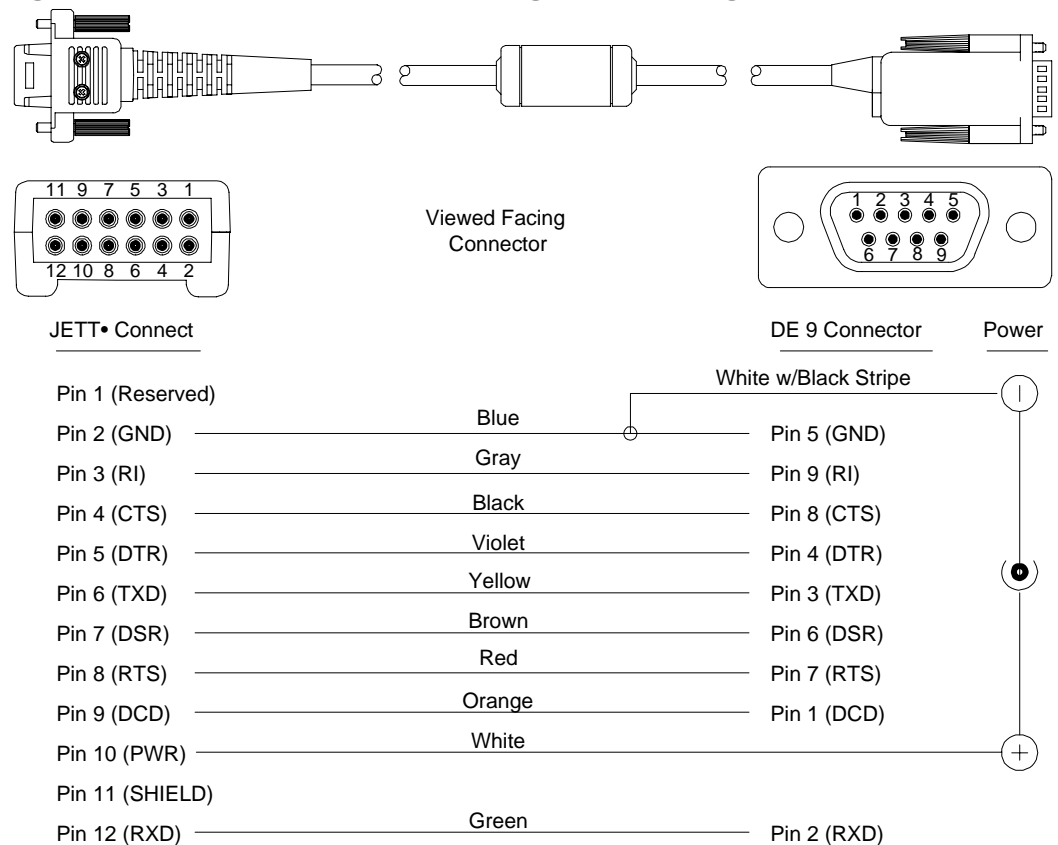 11 9 7 5 3 1
12 10 8 6 4 2
Viewed Facing
Connector
1 2 3 4 5
6 7 8 9
JETT• Connect
DE 9 Connector
Power
White w/Black Stripe
Pin 1 (Reserved)
Pin 2 (GND) Blue Pin 5 (GND)
Pin 3 (RI) Gray Pin 9 (RI)
Pin 4 (CTS) Black Pin 8 (CTS)
Pin 5 (DTR) Violet Pin 4 (DTR)
Pin 6 (TXD) Yellow Pin 3 (TXD)
Pin 7 (DSR) Brown Pin 6 (DSR)
Pin 8 (RTS) Red Pin 7 (RTS)
Pin 9 (DCD) Orange Pin 1 (DCD)
Pin 10 (PWR) White
Pin 11 (SHIELD)
Pin 12 (RXD) Green Pin 2 (RXD)